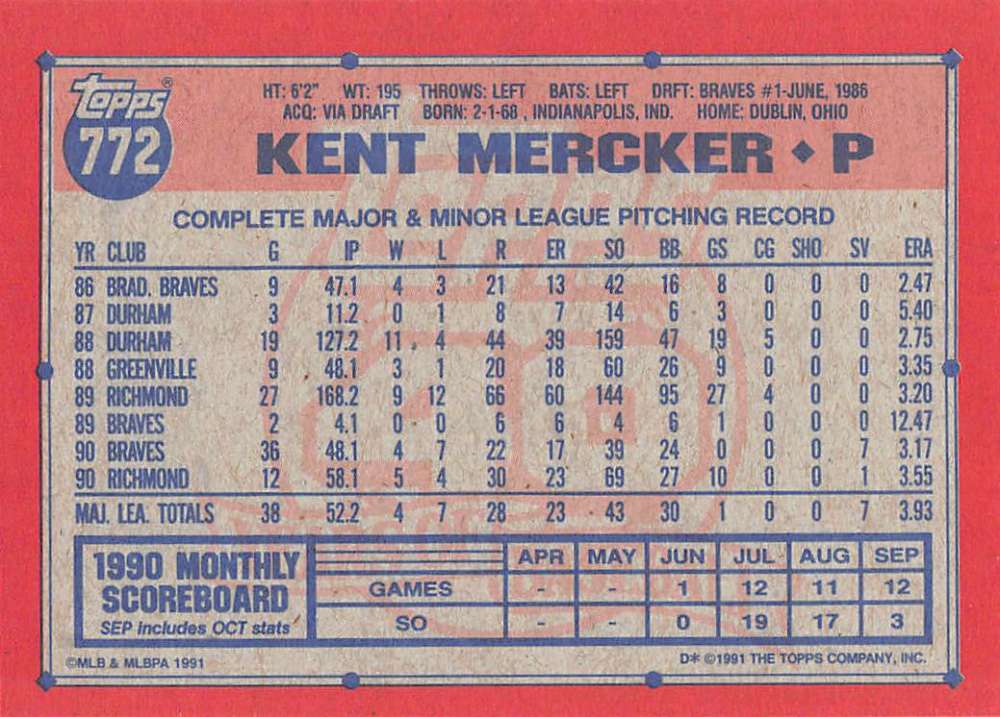 Topps®
772
HT: 6'2" WT: 195 THROWS: LEFT BATS: LEFT DRFT: BRAVES #1-JUNE, 1986
ACQ: VIA DRAFT BORN: 2-1-68 , INDIANAPOLIS, IND. HOME: DUBLIN, OHIO
KENT MERCKER ♦ P
COMPLETE MAJOR & MINOR LEAGUE PITCHING RECORD
YR CLUB G IP W L R ER SO BB GS CG SHO SV ERA
86 BRAD. BRAVES 9 47.1 4 3 21 13 42 16 8 0 0 0 2.47
87 DURHAM 3 11.2 0 1 8 7 14 6 3 0 0 0 5.40
88 DURHAM 19 127.2 11 4 44 39 159 47 19 5 0 0 2.75
88 GREENVILLE 9 48.1 3 1 20 18 60 26 9 0 0 0 3.35
89 RICHMOND 27 168.2 9 12 66 60 144 95 27 4 0 0 3.20
89 BRAVES 2 4.1 0 0 6 6 4 6 1 0 0 0 12.47
90 BRAVES 36 48.1 4 7 22 17 39 24 0 0 0 7 3.17
90 RICHMOND 12 58.1 5 4 30 23 69 27 10 0 0 1 3.55
MAJ. LEA. TOTALS 38 52.2 4 7 28 23 43 30 1 0 0 7 3.93
1990 MONTHLY
SCOREBOARD
SEP includes OCT stats
APR MAY JUN JUL AUG SEP
GAMES - - 1 12 11 12
SO - - 0 19 17 3
©MLB & MLBPA 1991
D* ©1991 THE TOPPS COMPANY, INC.